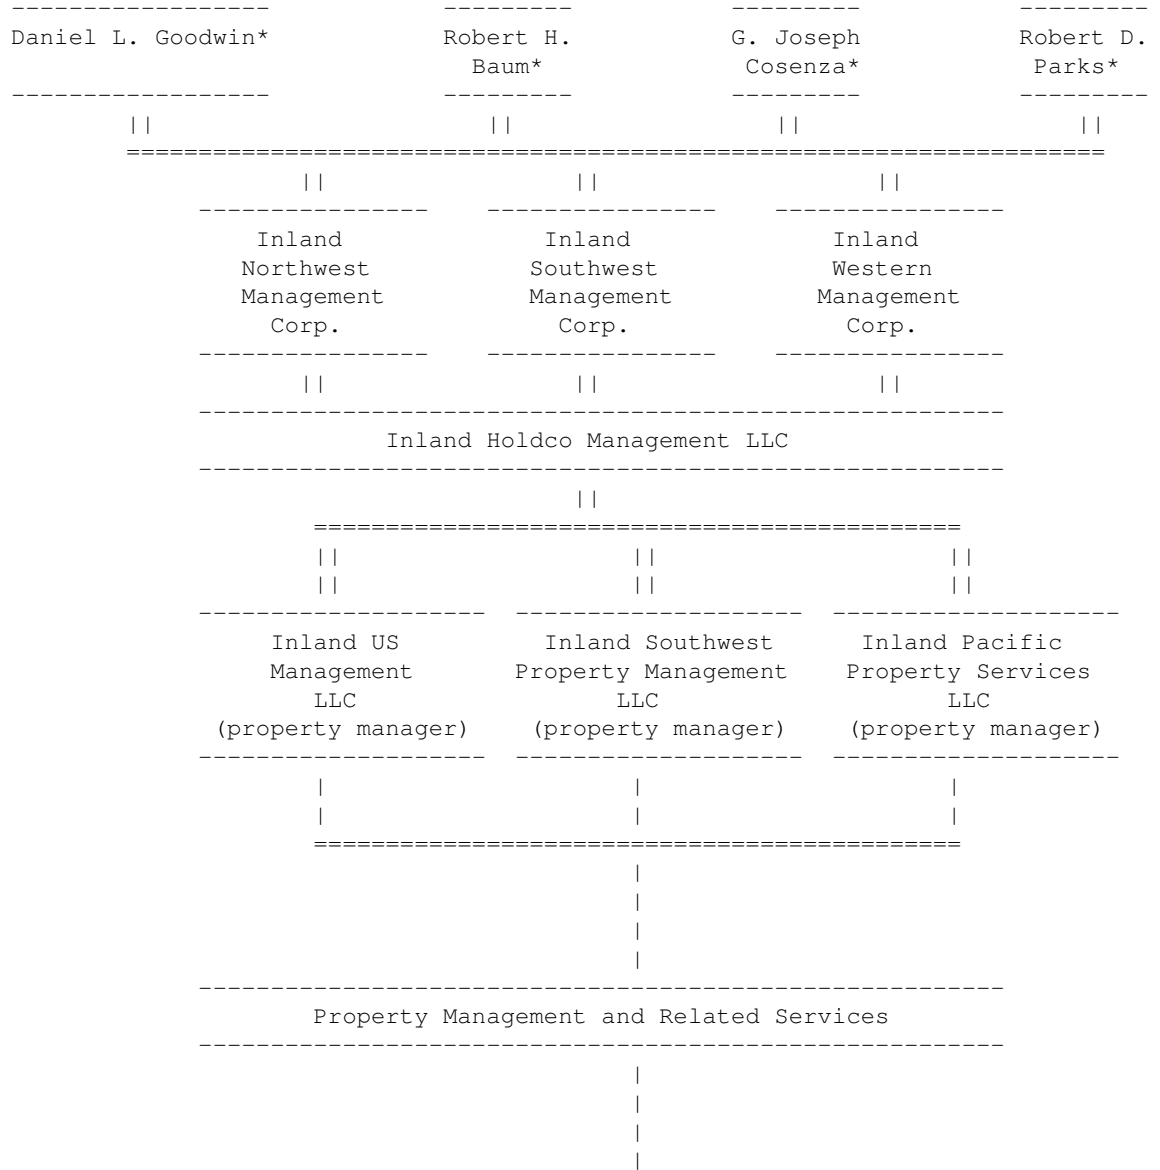 Daniel L. Goodwin* Robert H. G. Joseph Robert D.
Baum* Cosenza* Parks*
Inland Inland Inland
Northwest Southwest Western
Management Management Management
Corp. Corp. Corp.
Inland Holdco Management LLC
Inland US Inland Southwest Inland Pacific
Management Property Management Property Services
LLC LLC LLC
(property manager) (property manager) (property manager)
Property Management and Related Services